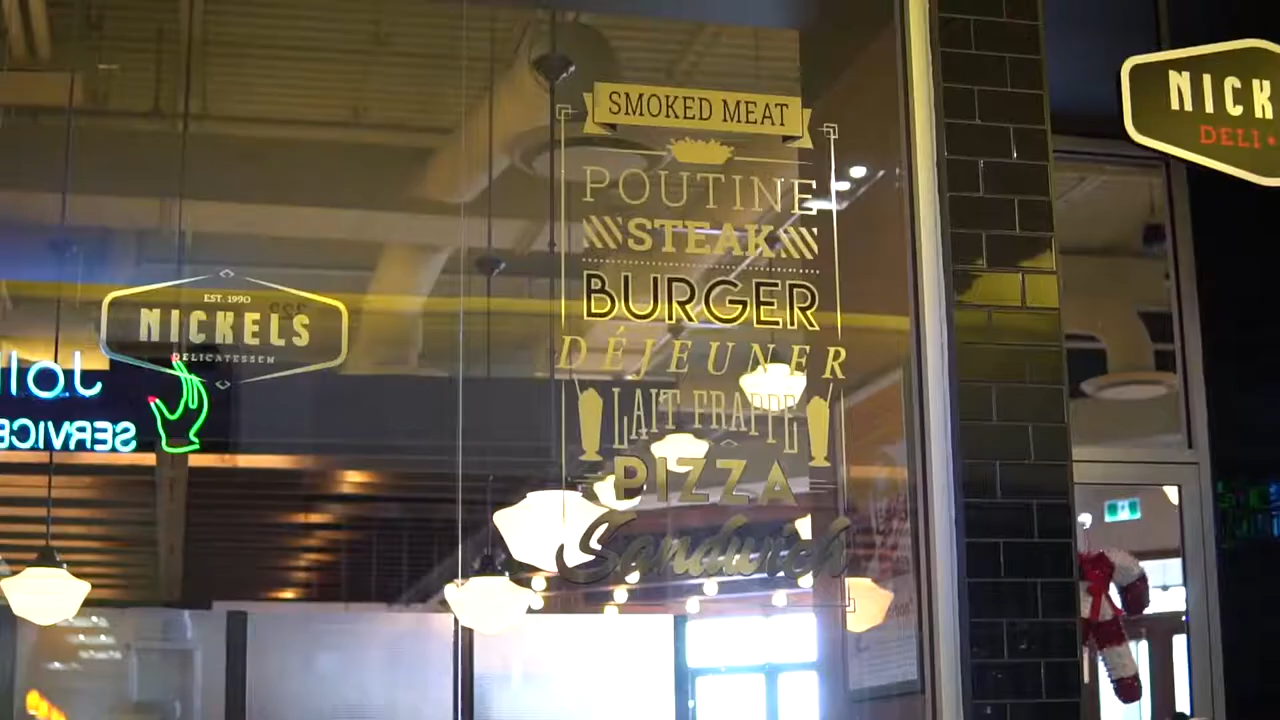 SMOKED MEAT
POUTINE
STEAK
BURGER
DÉJEUNER
LAIT FRAPPÉ
PIZZA
Sandwich
EST. 1990
NICKELS
DELICATESSEN
SERVICE
NICK
DELI •